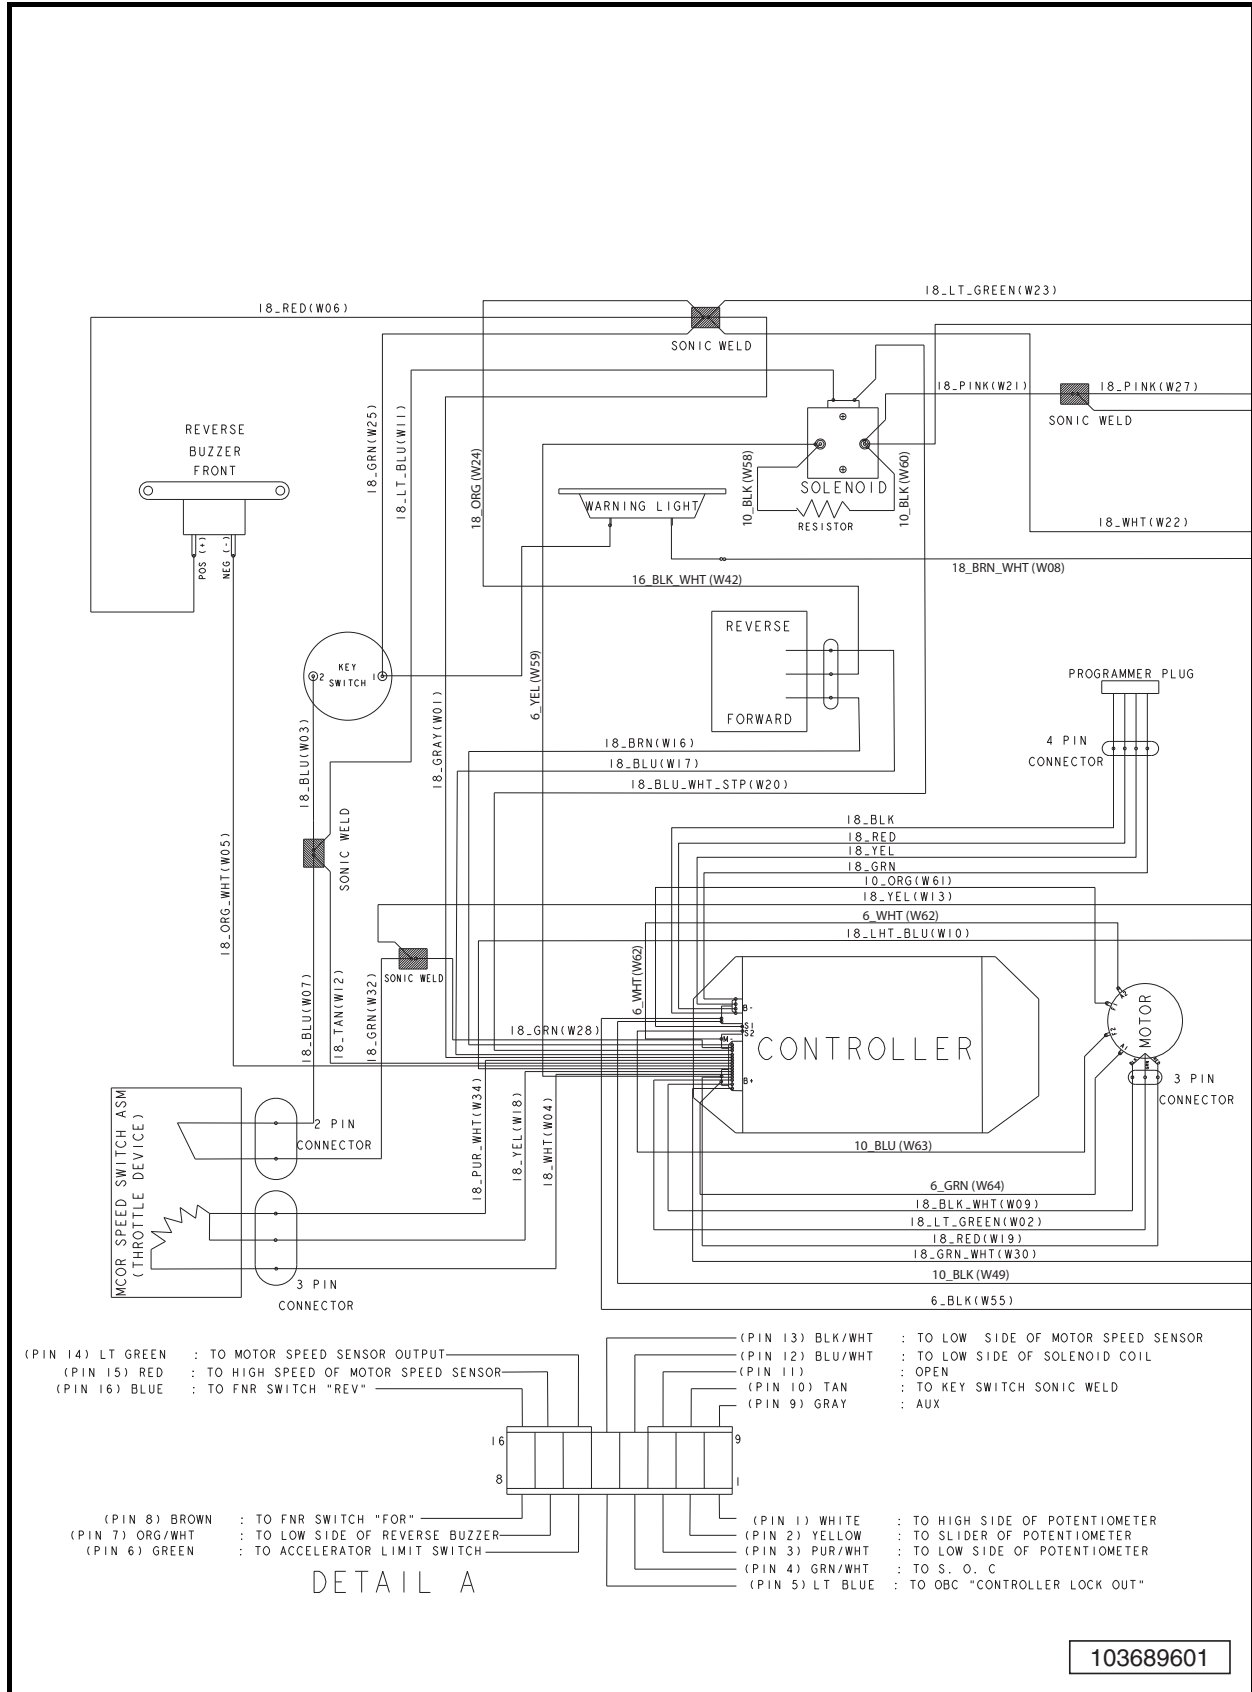 18_LT_GREEN(W23)
18_RED(W06)
SONIC WELD
18_PINK(W21)
18_PINK(W27)
SONIC WELD
18_GRN(W25)
18_LT_BLU(W11)
REVERSE
BUZZER
FRONT
18_ORG (W24)
10_BLK (W58)
10_BLK (W60)
SOLENOID
WARNING LIGHT
RESISTOR
18_WHT(W22)
POS (+)
NEG (-)
18_BRN_WHT (W08)
16_BLK_WHT (W42)
REVERSE
FORWARD
KEY
SWITCH
2
1
6_YEL (W59)
PROGRAMMER PLUG
4 PIN
CONNECTOR
18_BLU(W03)
18_GRAY(W01)
18_BRN(W16)
18_BLU(W17)
18_BLU_WHT_STP(W20)
SONIC WELD
18_ORG_WHT(W05)
18_BLK
18_RED
18_YEL
18_GRN
10_ORG(W61)
18_YEL(W13)
6_WHT (W62)
18_LHT_BLU(W10)
6_WHT (W62)
SONIC WELD
18_BLU(W07)
18_TAN(W12)
18_GRN(W32)
18_GRN(W28)
B-
S1
S2
M-
B+
CONTROLLER
MOTOR
A2
F1
F2
A1
3 PIN
CONNECTOR
MCOR SPEED SWITCH ASM
(THROTTLE DEVICE)
2 PIN
CONNECTOR
18_PUR_WHT(W34)
18_YEL(W18)
18_WHT(W04)
10_BLU (W63)
6_GRN (W64)
18_BLK_WHT(W09)
18_LT_GREEN(W02)
18_RED(W19)
18_GRN_WHT(W30)
10_BLK (W49)
6_BLK(W55)
3 PIN
CONNECTOR
(PIN 14) LT GREEN : TO MOTOR SPEED SENSOR OUTPUT
(PIN 15) RED : TO HIGH SPEED OF MOTOR SPEED SENSOR
(PIN 16) BLUE : TO FNR SWITCH "REV"
(PIN 13) BLK/WHT : TO LOW SIDE OF MOTOR SPEED SENSOR
(PIN 12) BLU/WHT : TO LOW SIDE OF SOLENOID COIL
(PIN 11) : OPEN
(PIN 10) TAN : TO KEY SWITCH SONIC WELD
(PIN 9) GRAY : AUX
16
9
8
1
(PIN 8) BROWN : TO FNR SWITCH "FOR"
(PIN 7) ORG/WHT : TO LOW SIDE OF REVERSE BUZZER
(PIN 6) GREEN : TO ACCELERATOR LIMIT SWITCH
(PIN 1) WHITE : TO HIGH SIDE OF POTENTIOMETER
(PIN 2) YELLOW : TO SLIDER OF POTENTIOMETER
(PIN 3) PUR/WHT : TO LOW SIDE OF POTENTIOMETER
(PIN 4) GRN/WHT : TO S. O. C
(PIN 5) LT BLUE : TO OBC "CONTROLLER LOCK OUT"
DETAIL A
103689601